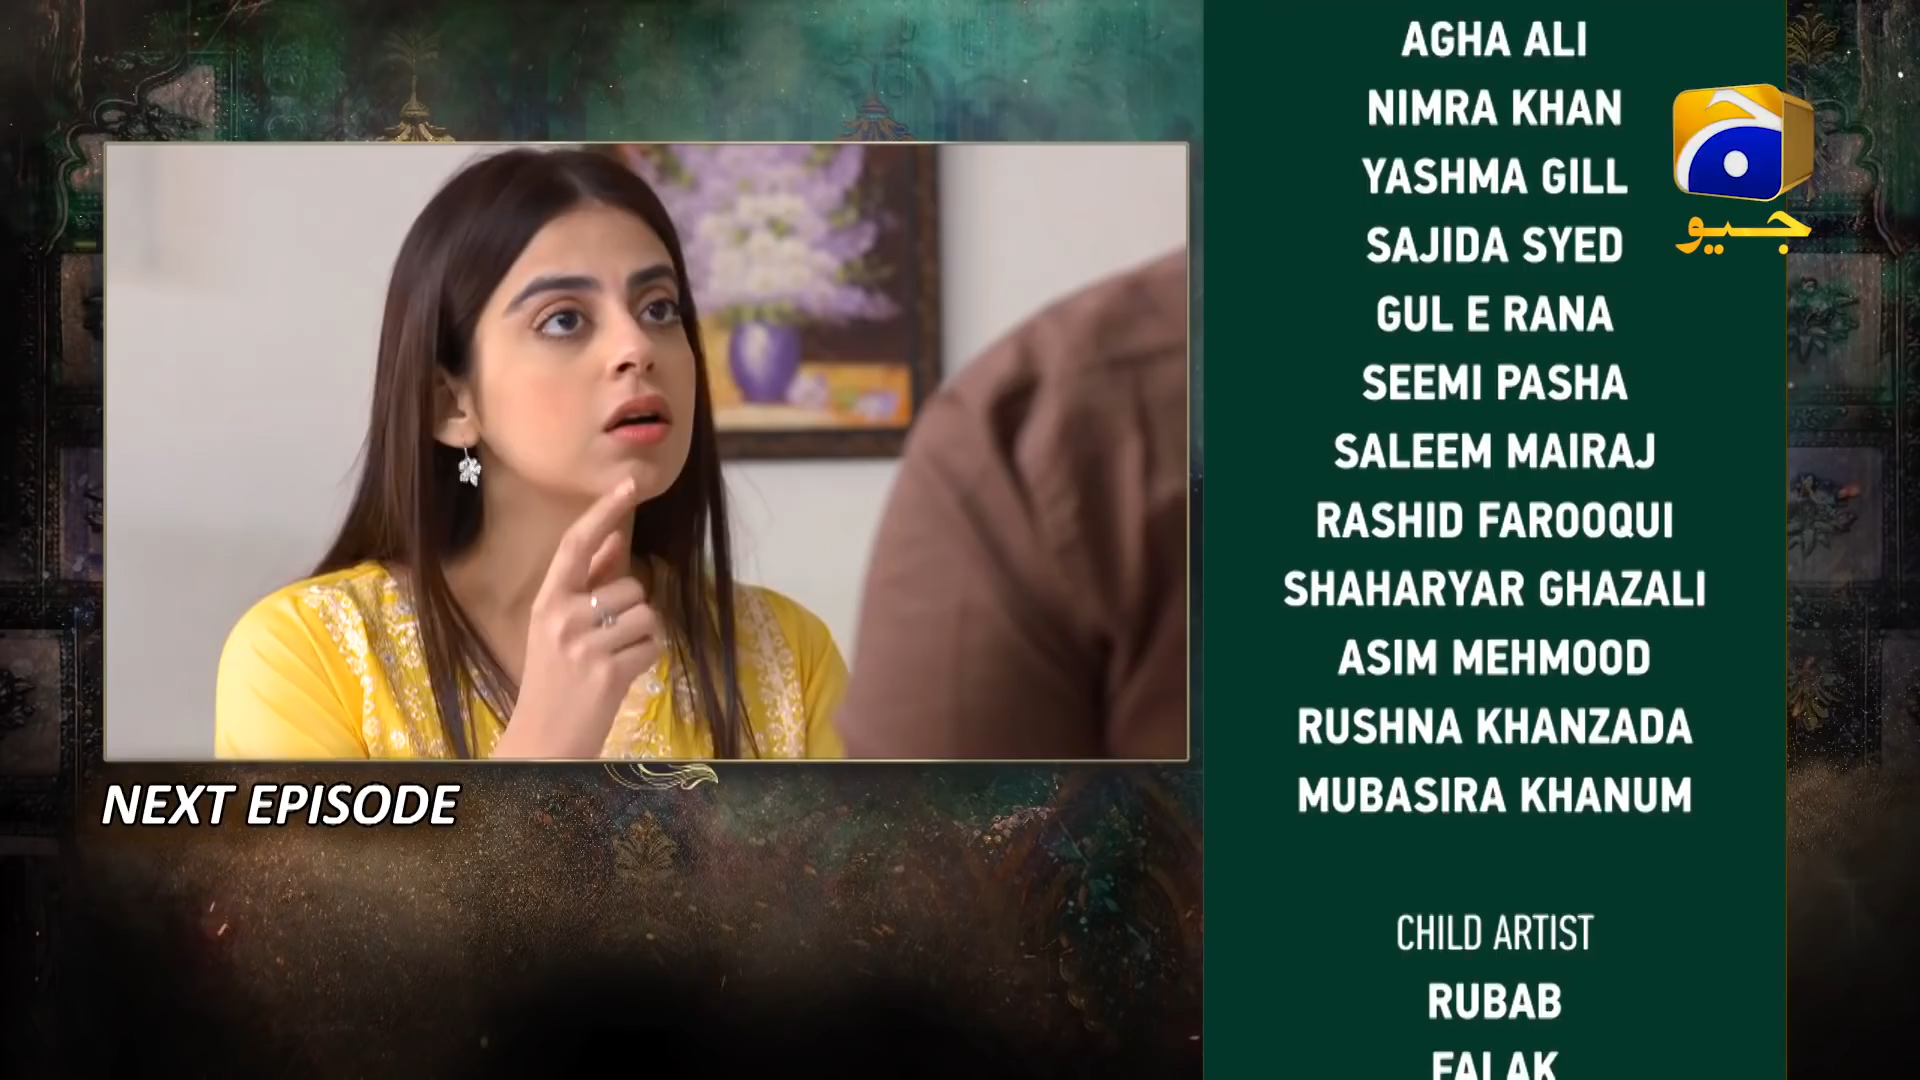 AGHA ALI
NIMRA KHAN
YASHMA GILL
SAJIDA SYED
GUL E RANA
SEEMI PASHA
SALEEM MAIRAJ
RASHID FAROOQUI
SHAHARYAR GHAZALI
ASIM MEHMOOD
RUSHNA KHANZADA
MUBASIRA KHANUM
CHILD ARTIST
RUBAB
FALAK
جیو
NEXT EPISODE